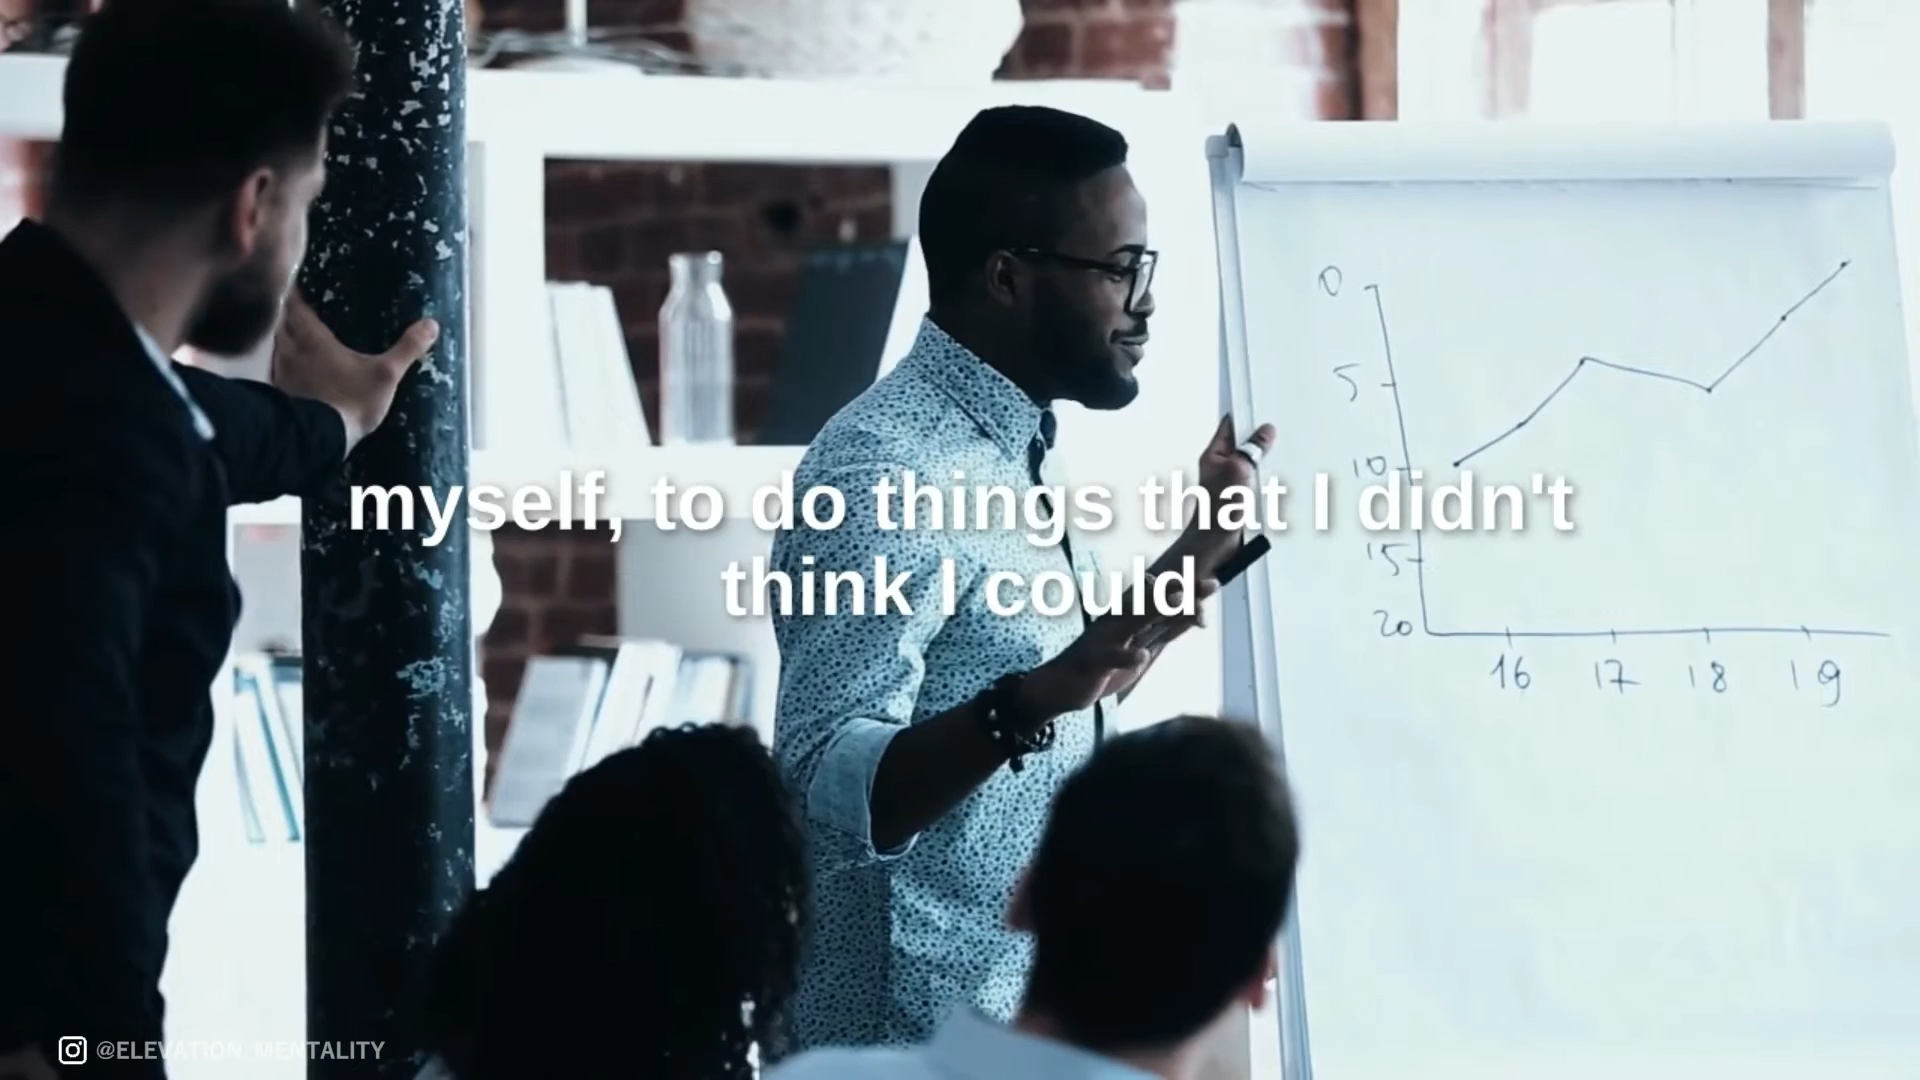 0
5
10
myself, to do things that I didn't
think I could
15
20
16 17 18 19
@ELEVATION_MENTALITY